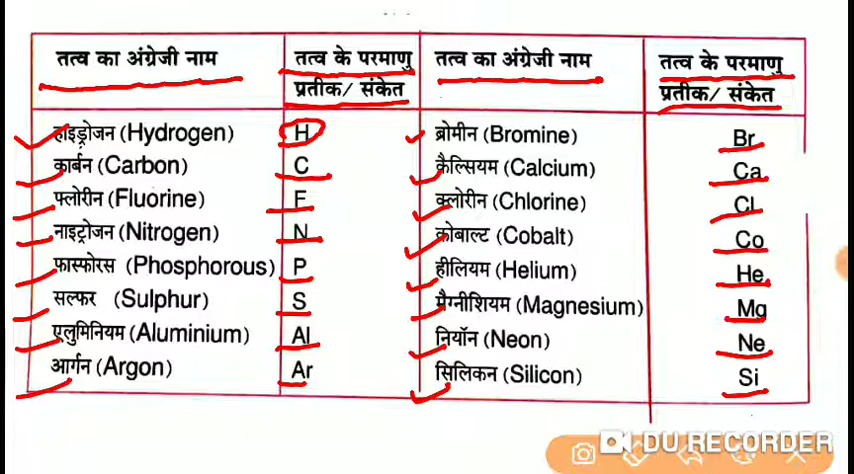 तत्व का अंग्रेजी नाम तत्व के परमाणु प्रतीक/ संकेत तत्व का अंग्रेजी नाम तत्व के परमाणु प्रतीक/ संकेत
हाइड्रोजन (Hydrogen) H ब्रोमीन (Bromine) Br
कार्बन (Carbon) C कैल्सियम (Calcium) Ca
फ्लोरीन (Fluorine) F क्लोरीन (Chlorine) Cl
नाइट्रोजन (Nitrogen) N कोबाल्ट (Cobalt) Co
फास्फोरस (Phosphorous) P हीलियम (Helium) He
सल्फर (Sulphur) S मैग्नीशियम (Magnesium) Mg
एलुमिनियम (Aluminium) Al नियॉन (Neon) Ne
आर्गन (Argon) Ar सिलिकन (Silicon) Si
DU RECORDER